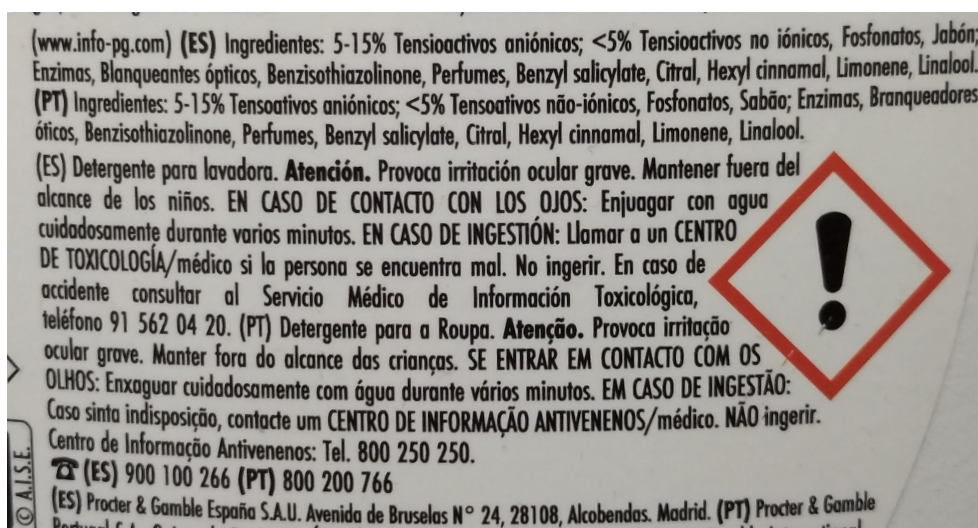 (www.info-pg.com) (ES) Ingredientes: 5-15% Tensioactivos aniónicos; <5% Tensioactivos no iónicos, Fosfonatos, Jabón;
Enzimas, Blanqueantes ópticos, Benzisothiazolinone, Perfumes, Benzyl salicylate, Citral, Hexyl cinnamal, Limonene, Linalool.
(PT) Ingredientes: 5-15% Tensoativos aniónicos; <5% Tensoativos não-iónicos, Fosfonatos, Sabão; Enzimas, Branqueadores
óticos, Benzisothiazolinone, Perfumes, Benzyl salicylate, Citral, Hexyl cinnamal, Limonene, Linalool.
(ES) Detergente para lavadora. Atención. Provoca irritación ocular grave. Mantener fuera del
alcance de los niños. EN CASO DE CONTACTO CON LOS OJOS: Enjuagar con agua
cuidadosamente durante varios minutos. EN CASO DE INGESTIÓN: Llamar a un CENTRO
DE TOXICOLOGÍA/médico si la persona se encuentra mal. No ingerir. En caso de
accidente consultar al Servicio Médico de Información Toxicológica,
teléfono 91 562 04 20. (PT) Detergente para a Roupa. Atenção. Provoca irritação
ocular grave. Manter fora do alcance das crianças. SE ENTRAR EM CONTACTO COM OS
OLHOS: Enxaguar cuidadosamente com água durante vários minutos. EM CASO DE INGESTÃO:
Caso sinta indisposição, contacte um CENTRO DE INFORMAÇÃO ANTIVENENOS/médico. NÃO ingerir.
Centro de Informação Antivenenos: Tel. 800 250 250.
☎ (ES) 900 100 266 (PT) 800 200 766
(ES) Procter & Gamble España S.A.U. Avenida de Bruselas N° 24, 28108, Alcobendas. Madrid. (PT) Procter & Gamble
© A.I.S.E.